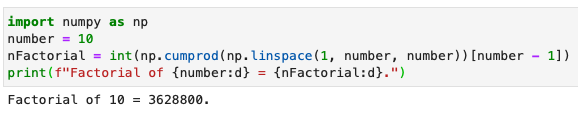 import numpy as np
number = 10
nFactorial = int(np.cumprod(np.linspace(1, number, number))[number - 1])
print(f"Factorial of {number:d} = {nFactorial:d}.")
Factorial of 10 = 3628800.